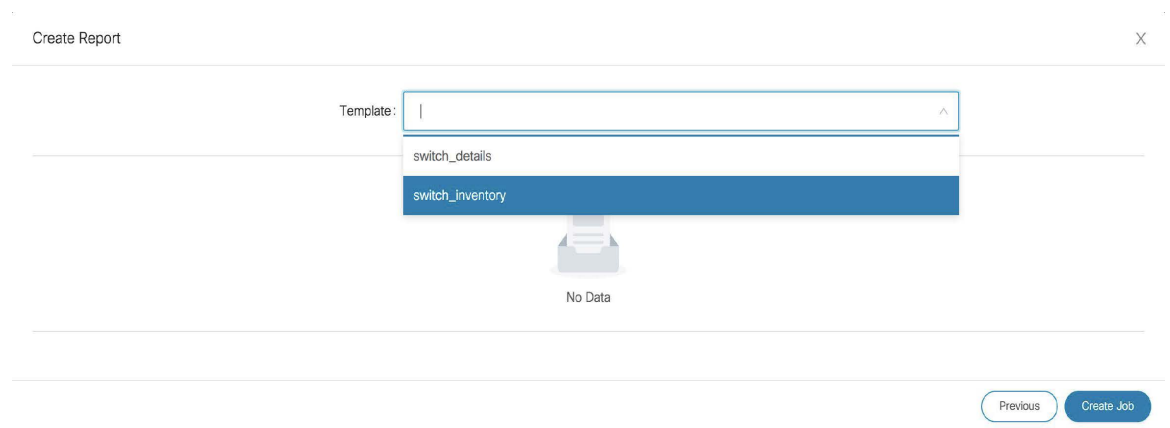 Create Report
X
Template:
switch_details
switch_inventory
No Data
Previous
Create Job